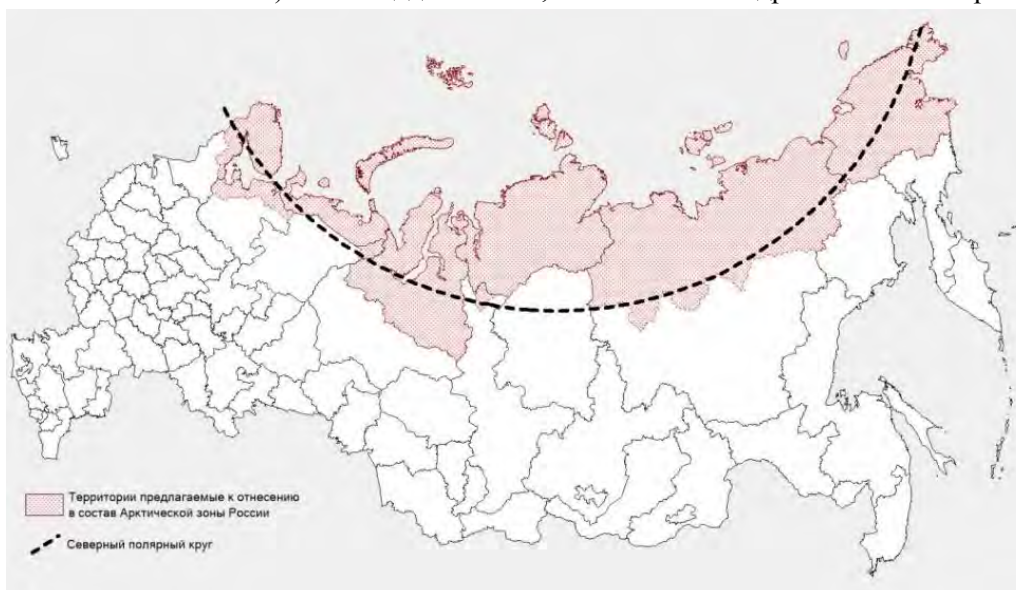 Территории предлагаемые к отнесению
в состав Арктической зоны России
Северный полярный круг